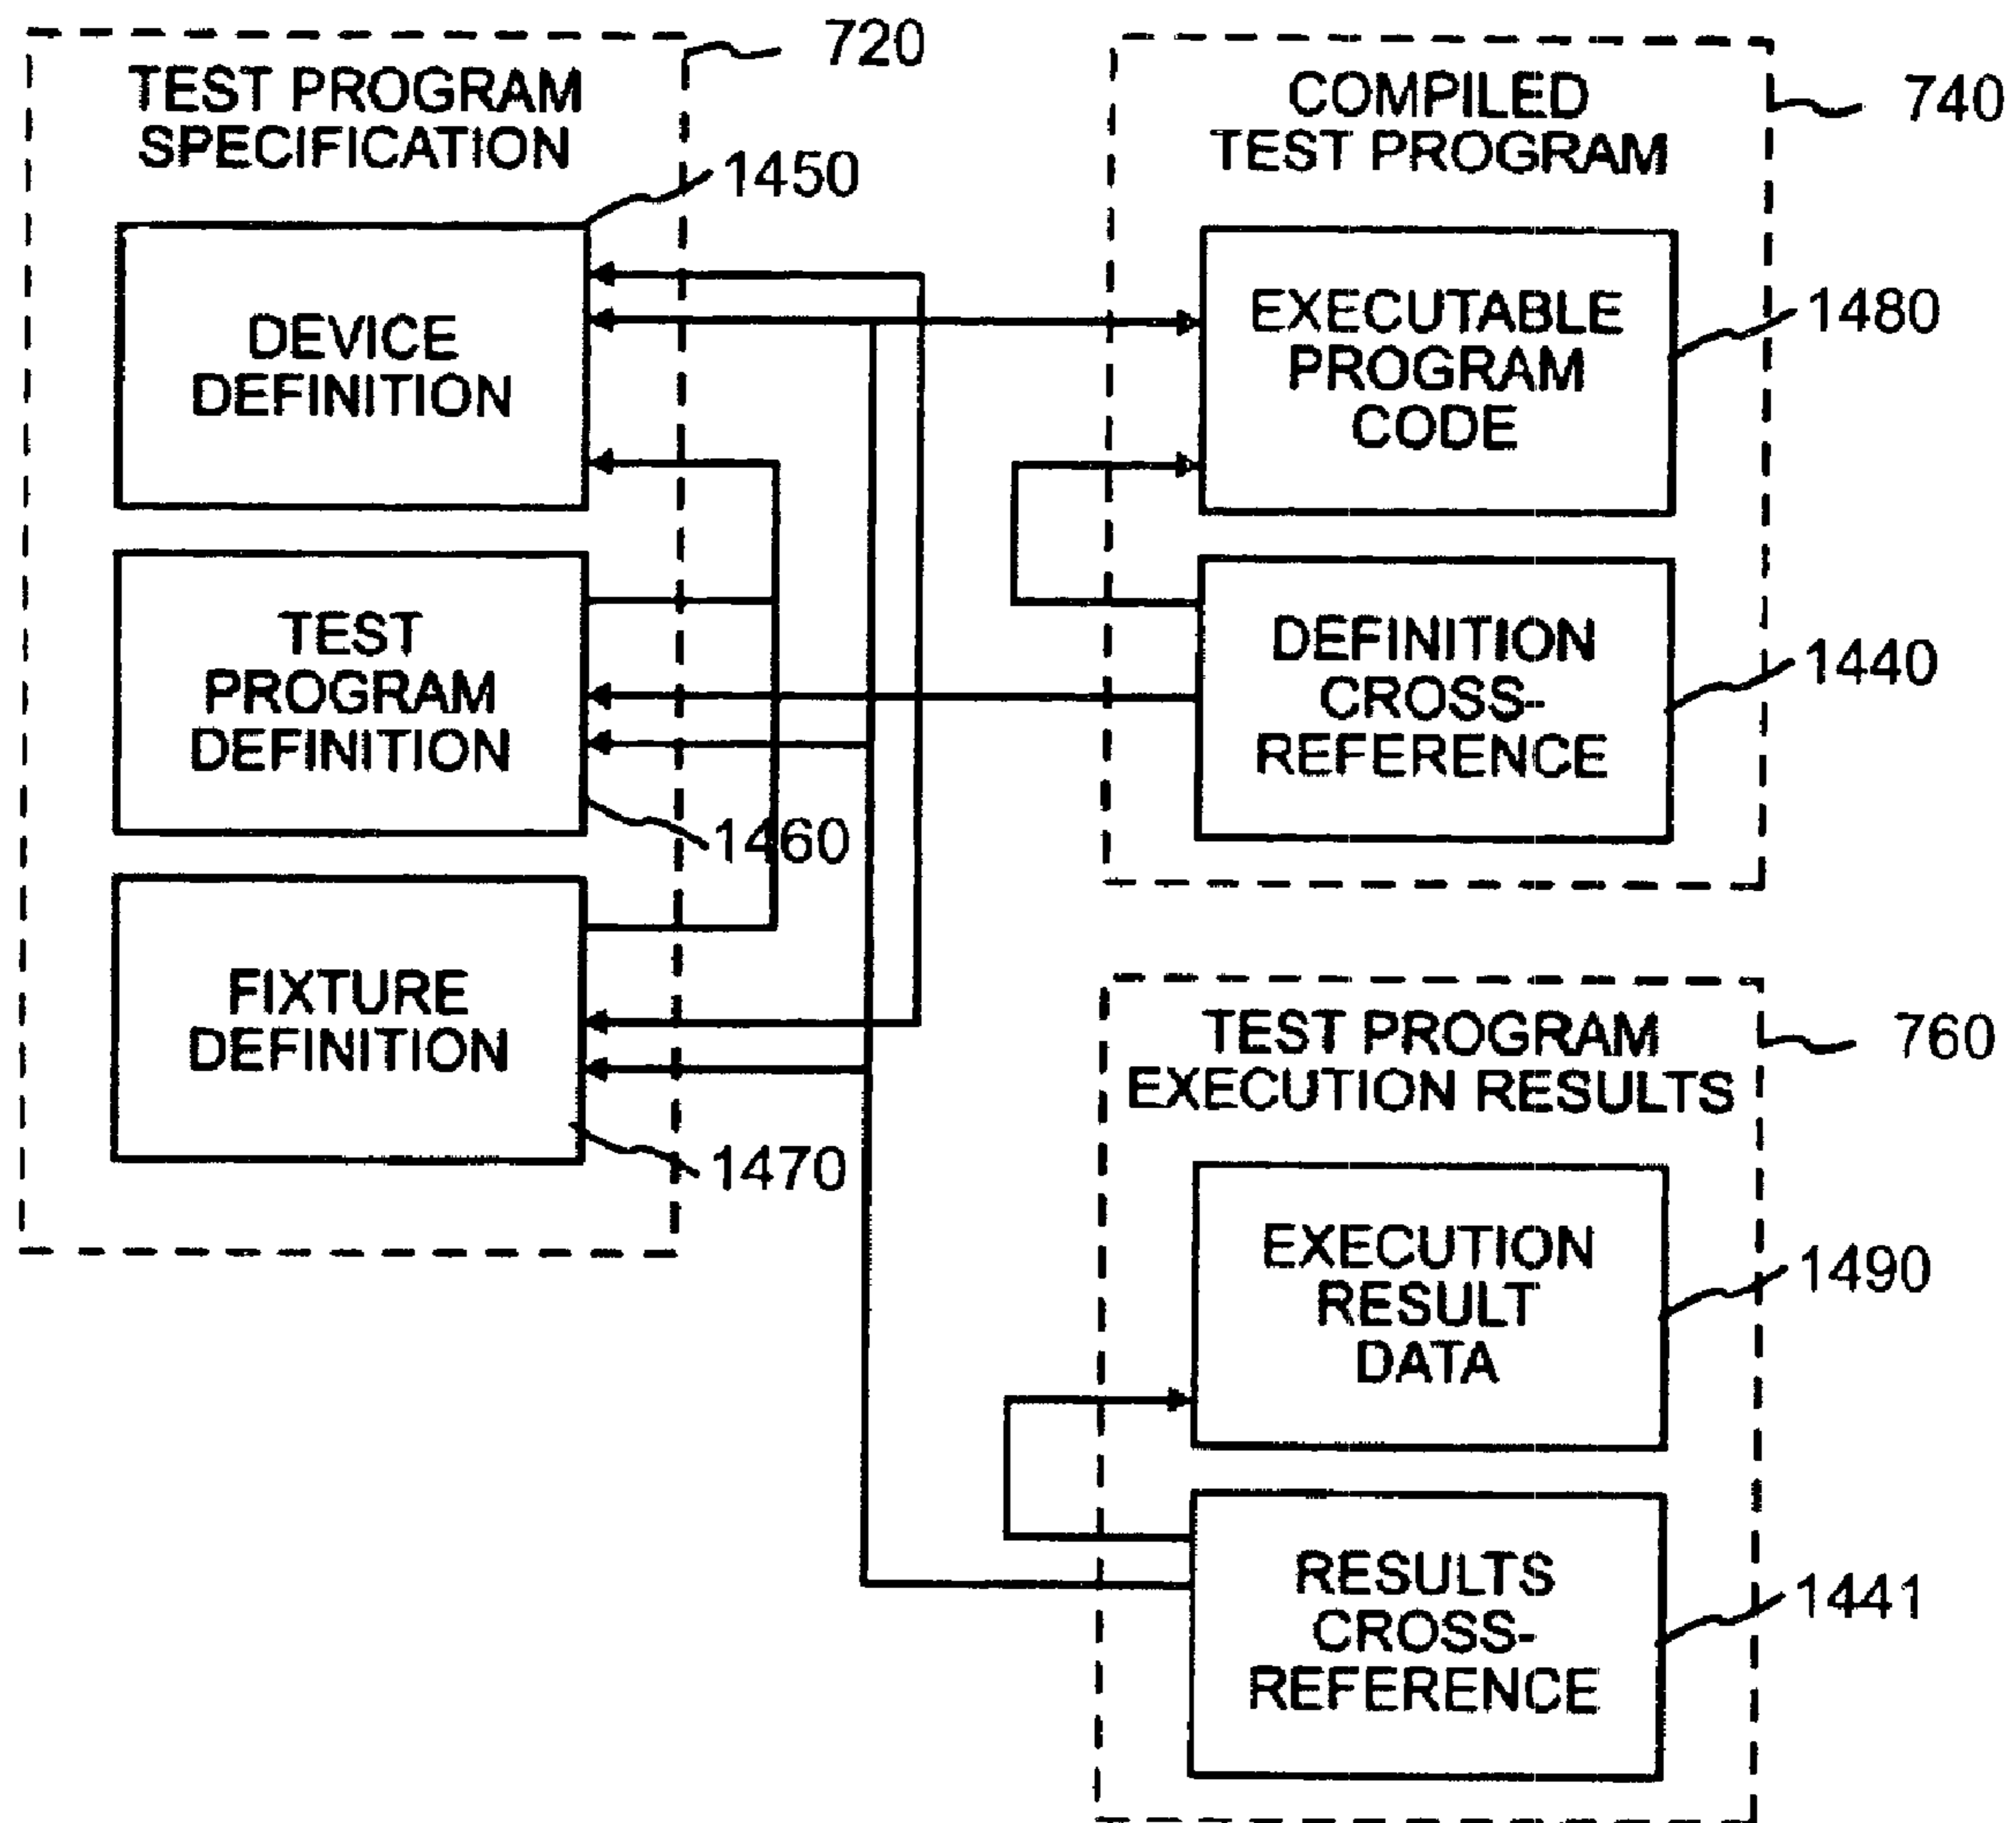 720
TEST PROGRAM
SPECIFICATION
1450
DEVICE
DEFINITION
TEST
PROGRAM
DEFINITION
1460
FIXTURE
DEFINITION
1470
COMPILED
TEST PROGRAM
740
EXECUTABLE
PROGRAM
CODE
1480
DEFINITION
CROSS-
REFERENCE
1440
TEST PROGRAM
EXECUTION RESULTS
760
EXECUTION
RESULT
DATA
1490
RESULTS
CROSS-
REFERENCE
1441